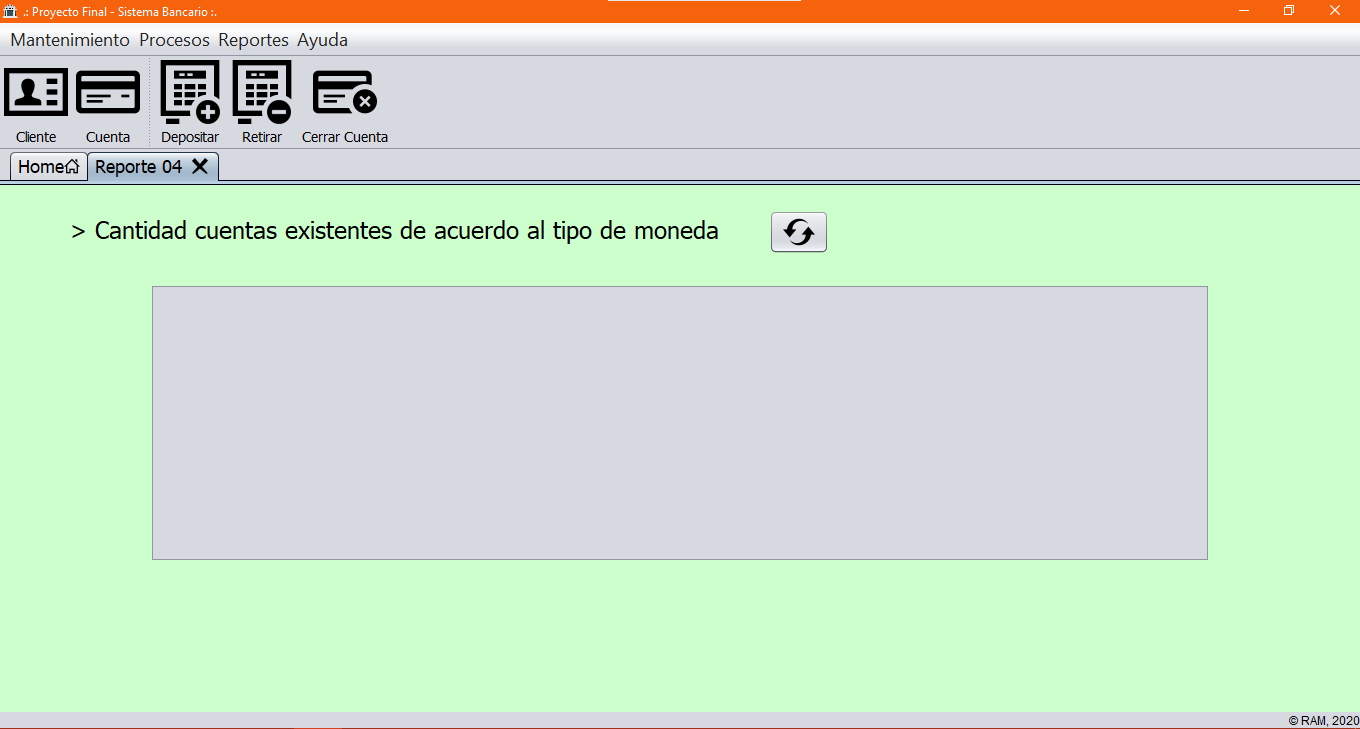 .: Proyecto Final - Sistema Bancario :.
Mantenimiento Procesos Reportes Ayuda
Cliente Cuenta Depositar Retirar Cerrar Cuenta
Home Reporte 04
> Cantidad cuentas existentes de acuerdo al tipo de moneda
© RAM, 2020